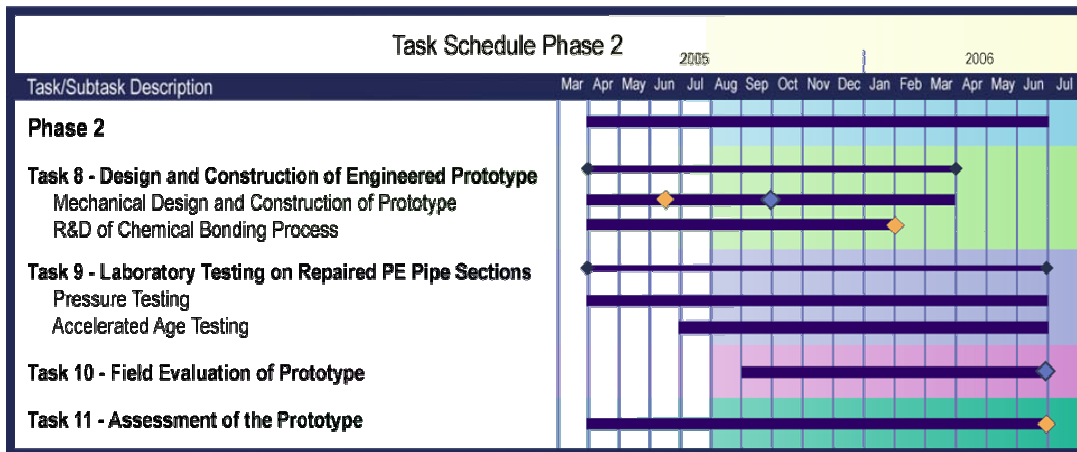 Task Schedule Phase 2
2005 2006
Task/Subtask Description Mar Apr May Jun Jul Aug Sep Oct Nov Dec Jan Feb Mar Apr May Jun Jul
Phase 2
Task 8 - Design and Construction of Engineered Prototype
Mechanical Design and Construction of Prototype
R&D of Chemical Bonding Process
Task 9 - Laboratory Testing on Repaired PE Pipe Sections
Pressure Testing
Accelerated Age Testing
Task 10 - Field Evaluation of Prototype
Task 11 - Assessment of the Prototype